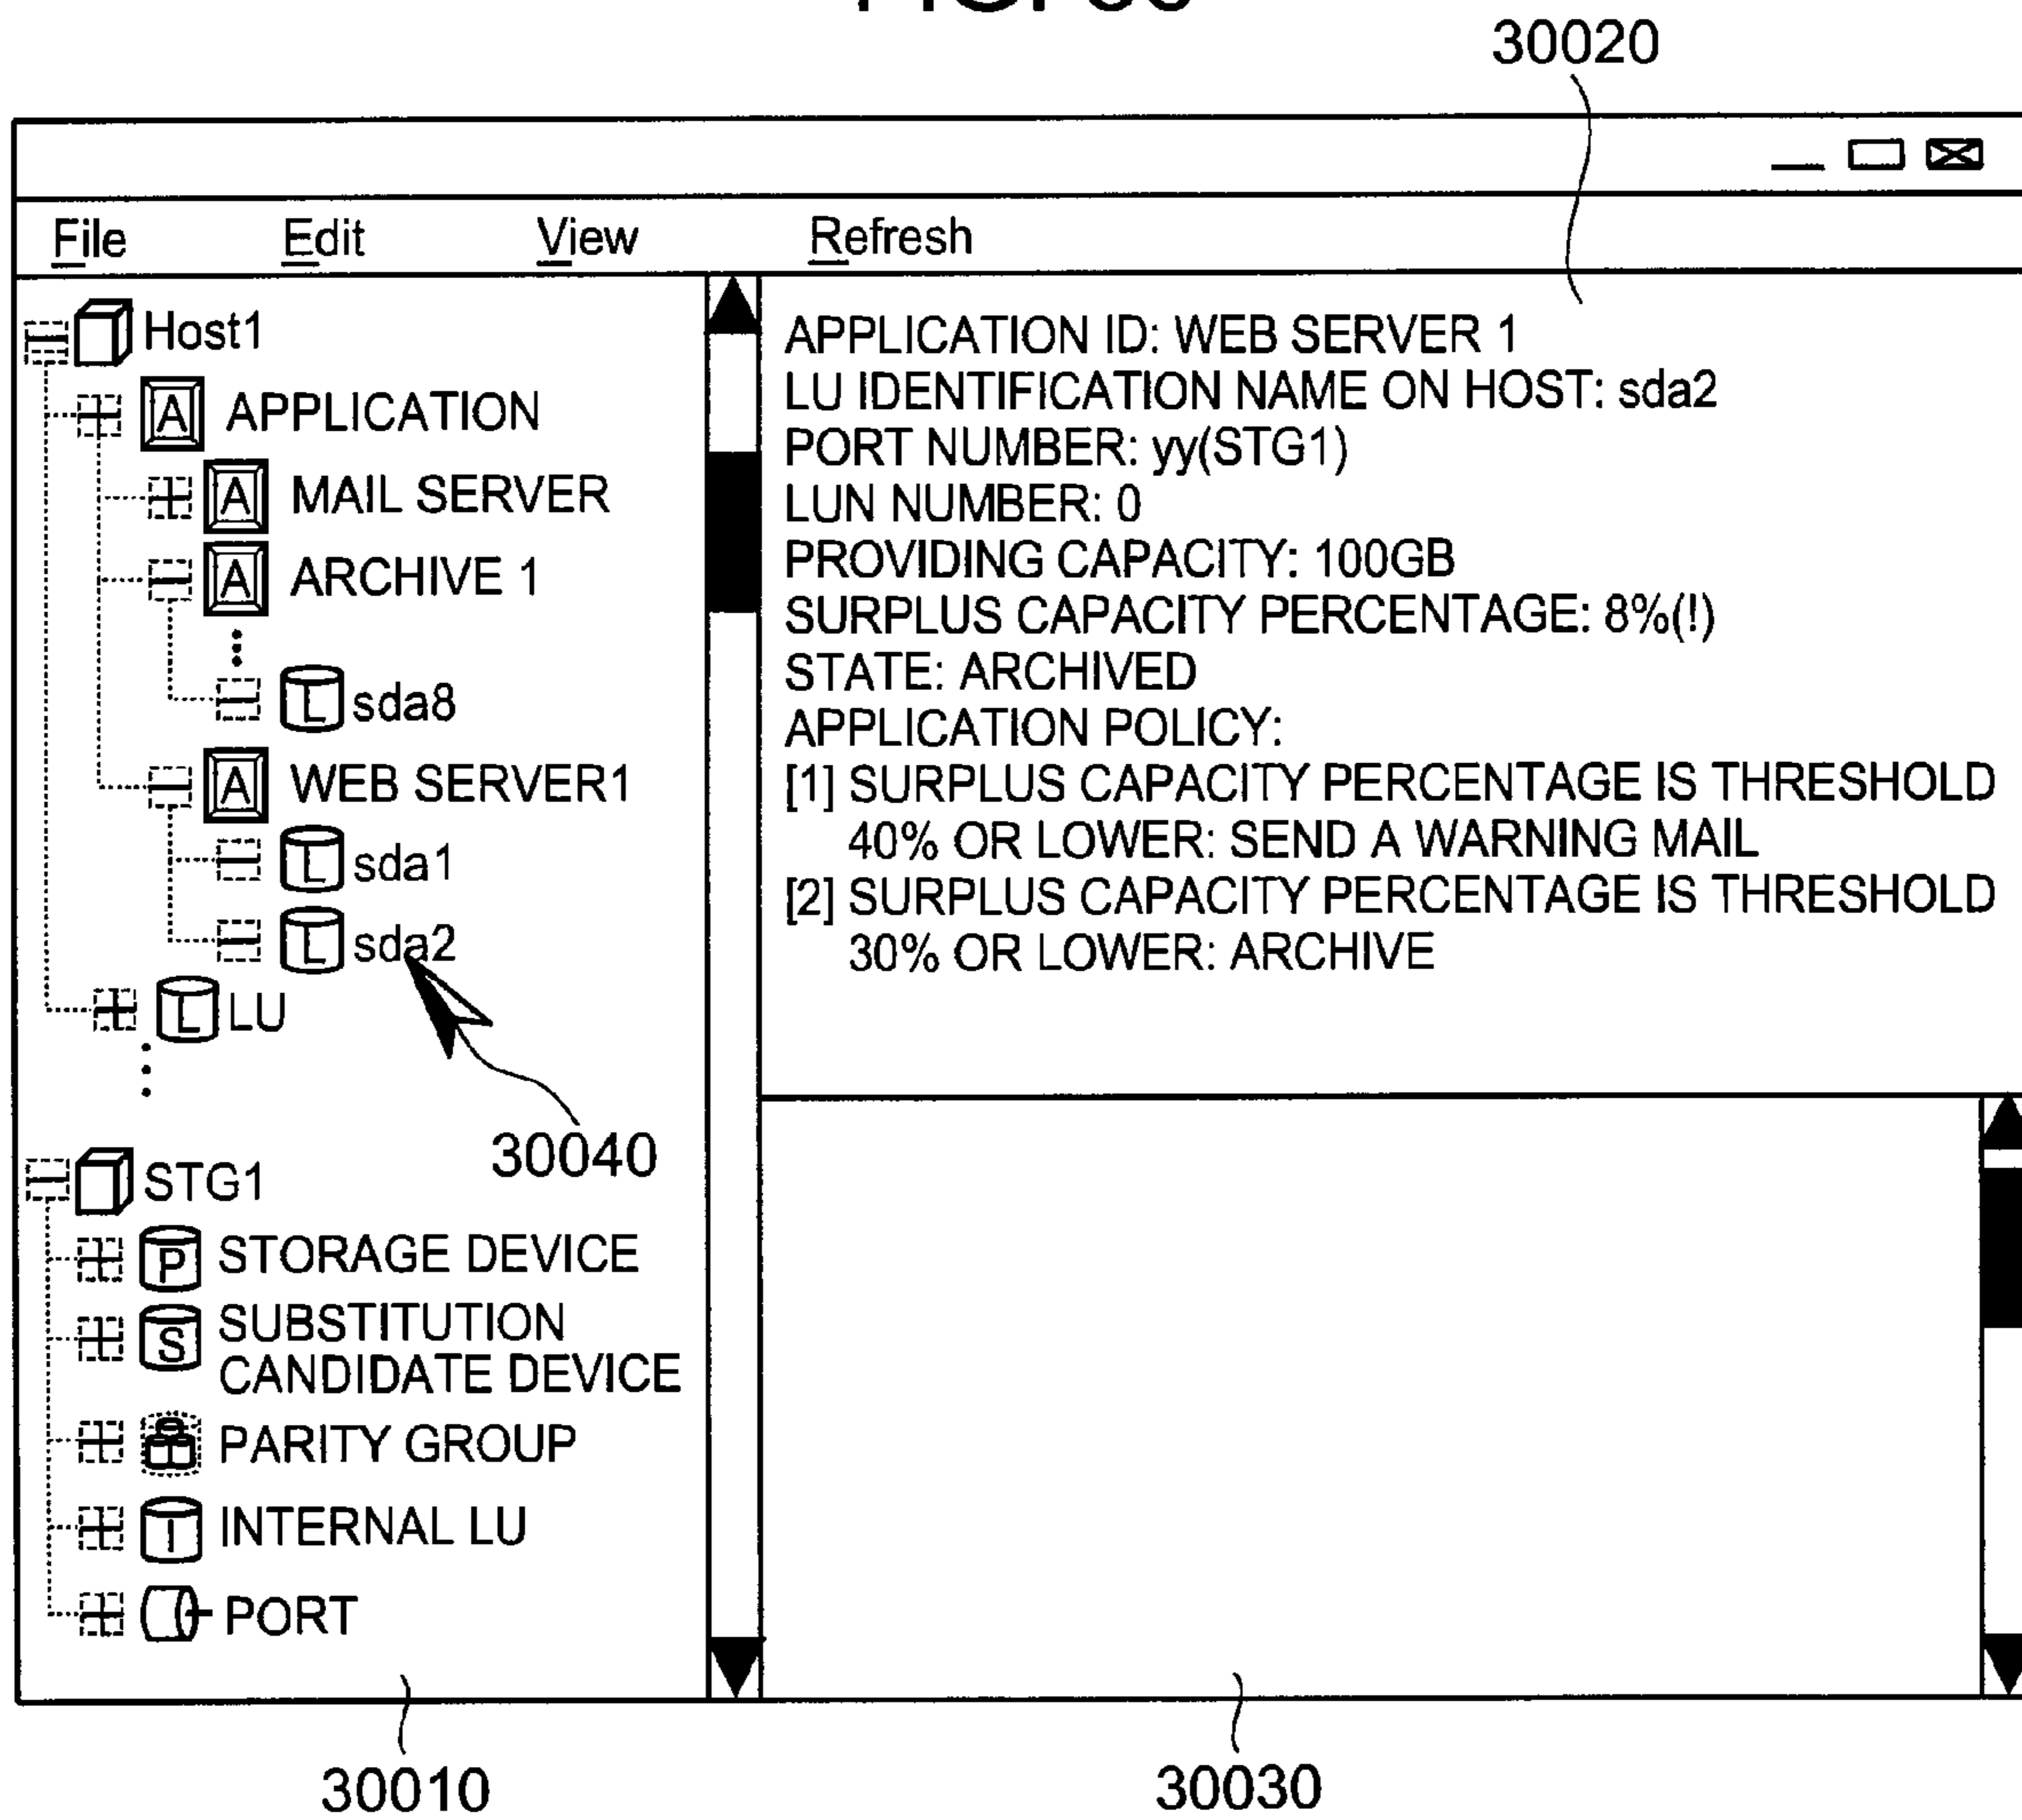 30020
File Edit View Refresh
Host1
A APPLICATION
A MAIL SERVER
A ARCHIVE 1
L sda8
A WEB SERVER1
L sda1
L sda2
L LU
30040
STG1
P STORAGE DEVICE
S SUBSTITUTION
CANDIDATE DEVICE
PARITY GROUP
I INTERNAL LU
PORT
APPLICATION ID: WEB SERVER 1
LU IDENTIFICATION NAME ON HOST: sda2
PORT NUMBER: yy(STG1)
LUN NUMBER: 0
PROVIDING CAPACITY: 100GB
SURPLUS CAPACITY PERCENTAGE: 8%(!)
STATE: ARCHIVED
APPLICATION POLICY:
[1] SURPLUS CAPACITY PERCENTAGE IS THRESHOLD
40% OR LOWER: SEND A WARNING MAIL
[2] SURPLUS CAPACITY PERCENTAGE IS THRESHOLD
30% OR LOWER: ARCHIVE
30010
30030